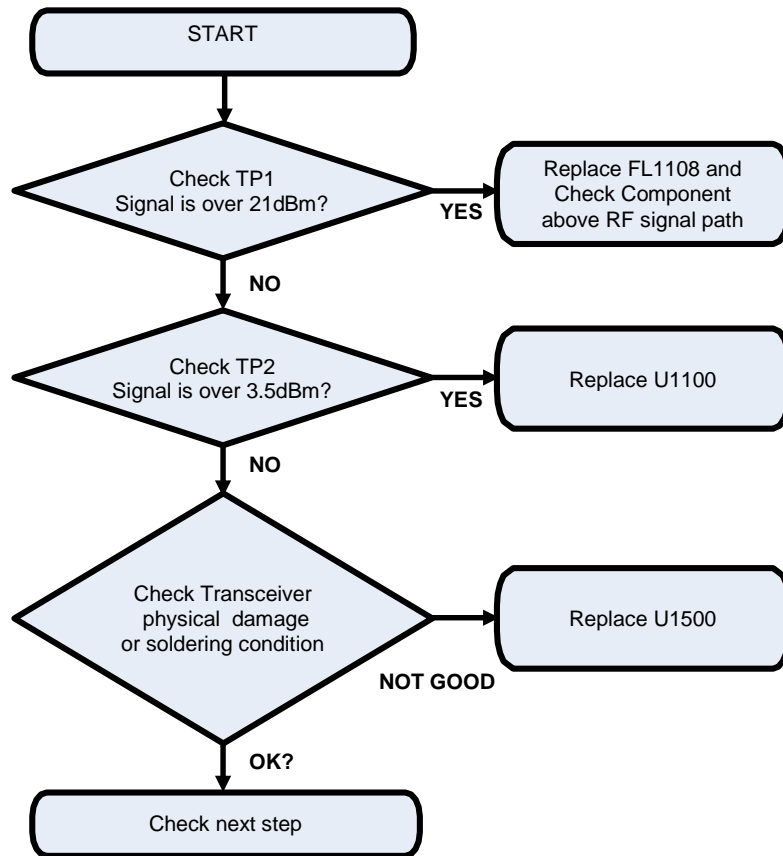 START
Check TP1
Signal is over 21dBm?
YES
Replace FL1108 and
Check Component
above RF signal path
NO
Check TP2
Signal is over 3.5dBm?
YES
Replace U1100
NO
Check Transceiver
physical damage
or soldering condition
NOT GOOD
Replace U1500
OK?
Check next step